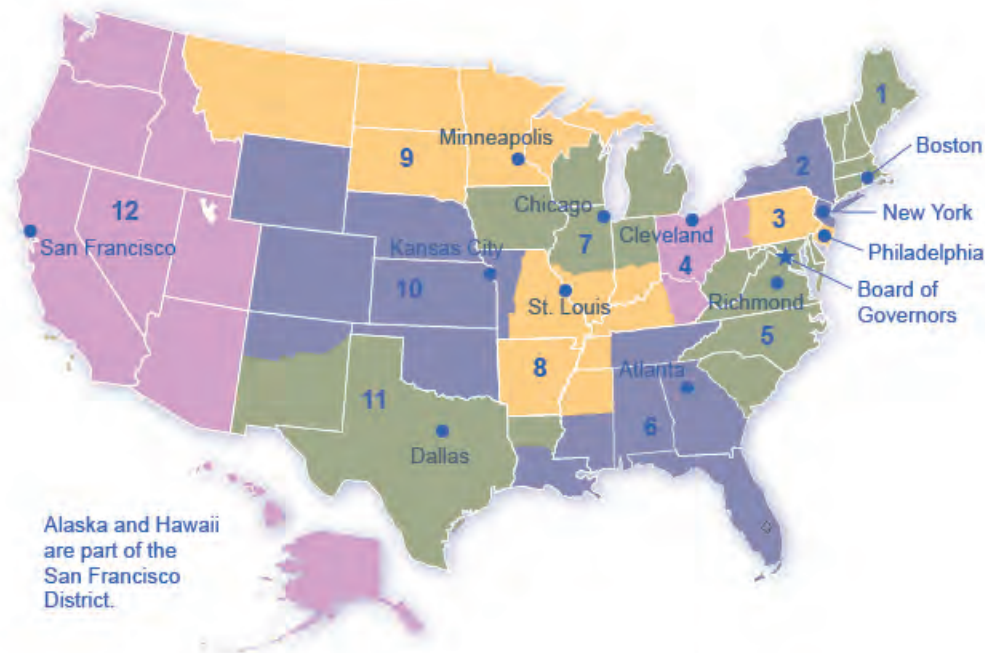 1
Boston
2
Minneapolis
9
New York
Chicago
3
12
San Francisco
Cleveland
Philadelphia
Kansas City
7
4
10
St. Louis
Richmond
Board of
Governors
5
8
Atlanta
11
6
Dallas
Alaska and Hawaii
are part of the
San Francisco
District.